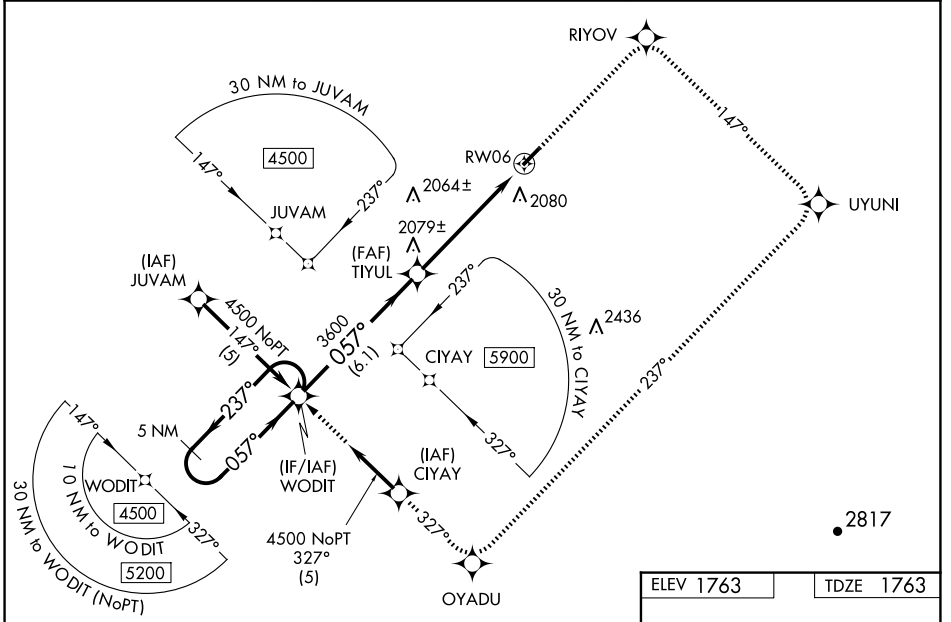 RIYOV
30 NM to JUVAM
4500
147°
237°
JUVAM
147°
RW06
2064±
2080
UYUNI
2079±
(FAF)
TIYUL
(IAF)
JUVAM
4500 NoPT
147°
(5)
3600
057°
(6.1)
237°
30 NM to CIYAY
2436
CIYAY
5900
327°
237°
237°
057°
5 NM
(IF/IAF)
WODIT
(IAF)
CIYAY
147°
WODIT
4500
10 NM to WODIT
327°
5200
30 NM to WODIT (NoPT)
4500 NoPT
327°
(5)
327°
OYADU
2817
ELEV 1763
TDZE 1763